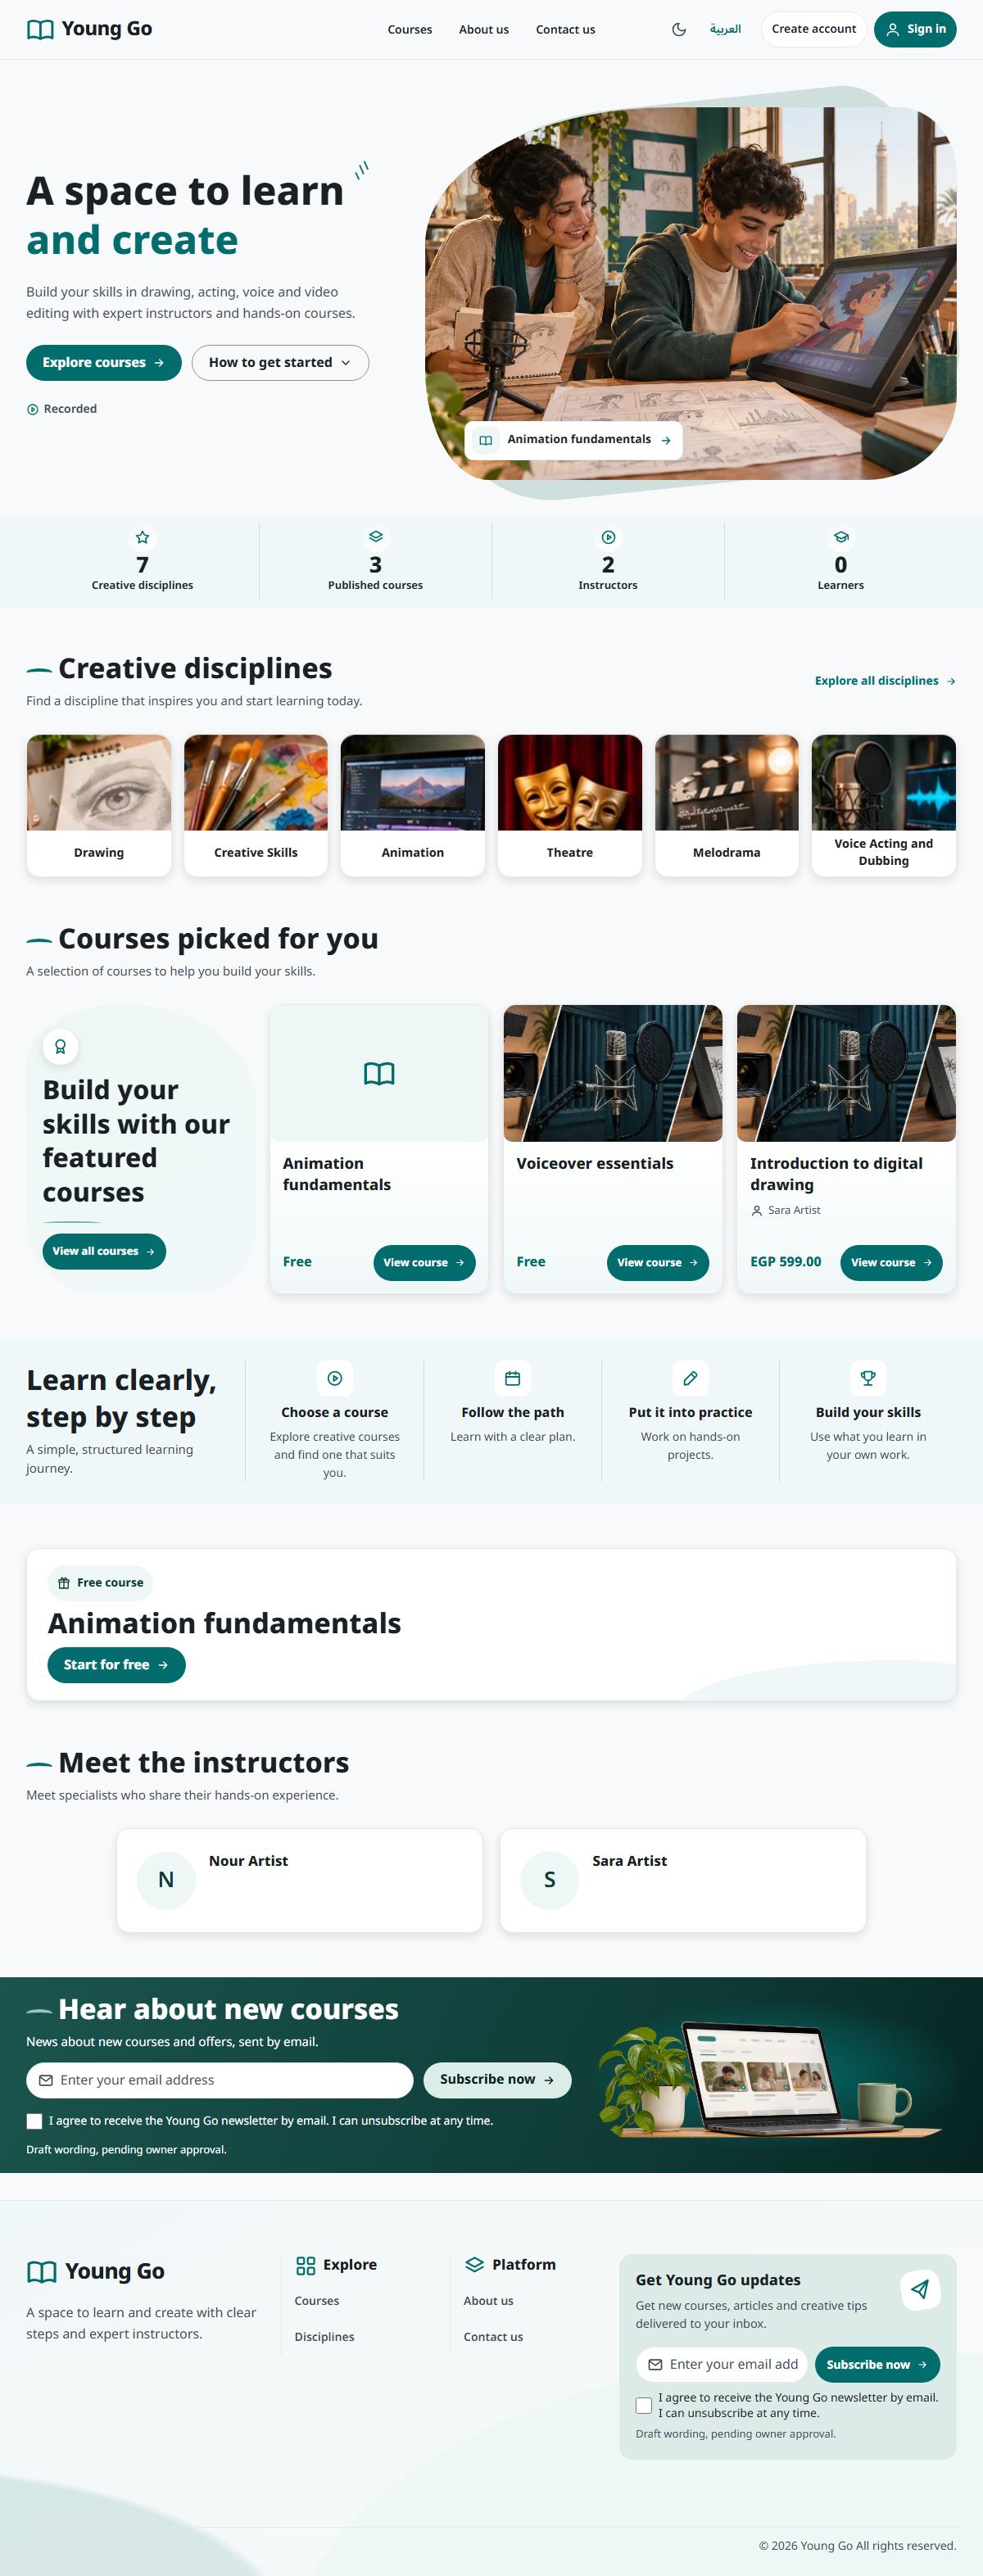 Young Go
Courses
About us
Contact us
العربية
Create account
Sign in
A space to learn
and create
Build your skills in drawing, acting, voice and video
editing with expert instructors and hands-on courses.
Explore courses
How to get started
Recorded
Animation fundamentals
7
Creative disciplines
3
Published courses
2
Instructors
0
Learners
Creative disciplines
Find a discipline that inspires you and start learning today.
Explore all disciplines
Drawing
Creative Skills
Animation
Theatre
Melodrama
Voice Acting and
Dubbing
Courses picked for you
A selection of courses to help you build your skills.
Build your
skills with our
featured
courses
View all courses
Animation
fundamentals
Free
View course
Voiceover essentials
Free
View course
Introduction to digital
drawing
Sara Artist
EGP 599.00
View course
Learn clearly,
step by step
A simple, structured learning
journey.
Choose a course
Explore creative courses
and find one that suits
you.
Follow the path
Learn with a clear plan.
Put it into practice
Work on hands-on
projects.
Build your skills
Use what you learn in
your own work.
Free course
Animation fundamentals
Start for free
Meet the instructors
Meet specialists who share their hands-on experience.
N
Nour Artist
S
Sara Artist
Hear about new courses
News about new courses and offers, sent by email.
Enter your email address
Subscribe now
I agree to receive the Young Go newsletter by email. I can unsubscribe at any time.
Draft wording, pending owner approval.
Young Go
A space to learn and create with clear
steps and expert instructors.
Explore
Courses
Disciplines
Platform
About us
Contact us
Get Young Go updates
Get new courses, articles and creative tips
delivered to your inbox.
Enter your email add
Subscribe now
I agree to receive the Young Go newsletter by email.
I can unsubscribe at any time.
Draft wording, pending owner approval.
© 2026 Young Go All rights reserved.